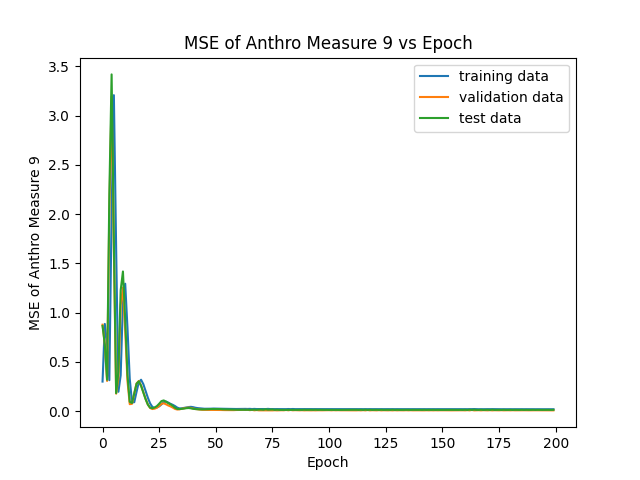 MSE of Anthro Measure 9 vs Epoch
MSE of Anthro Measure 9
3.5
3.0
2.5
2.0
1.5
1.0
0.5
0.0
training data
validation data
test data
0 25 50 75 100 125 150 175 200
Epoch